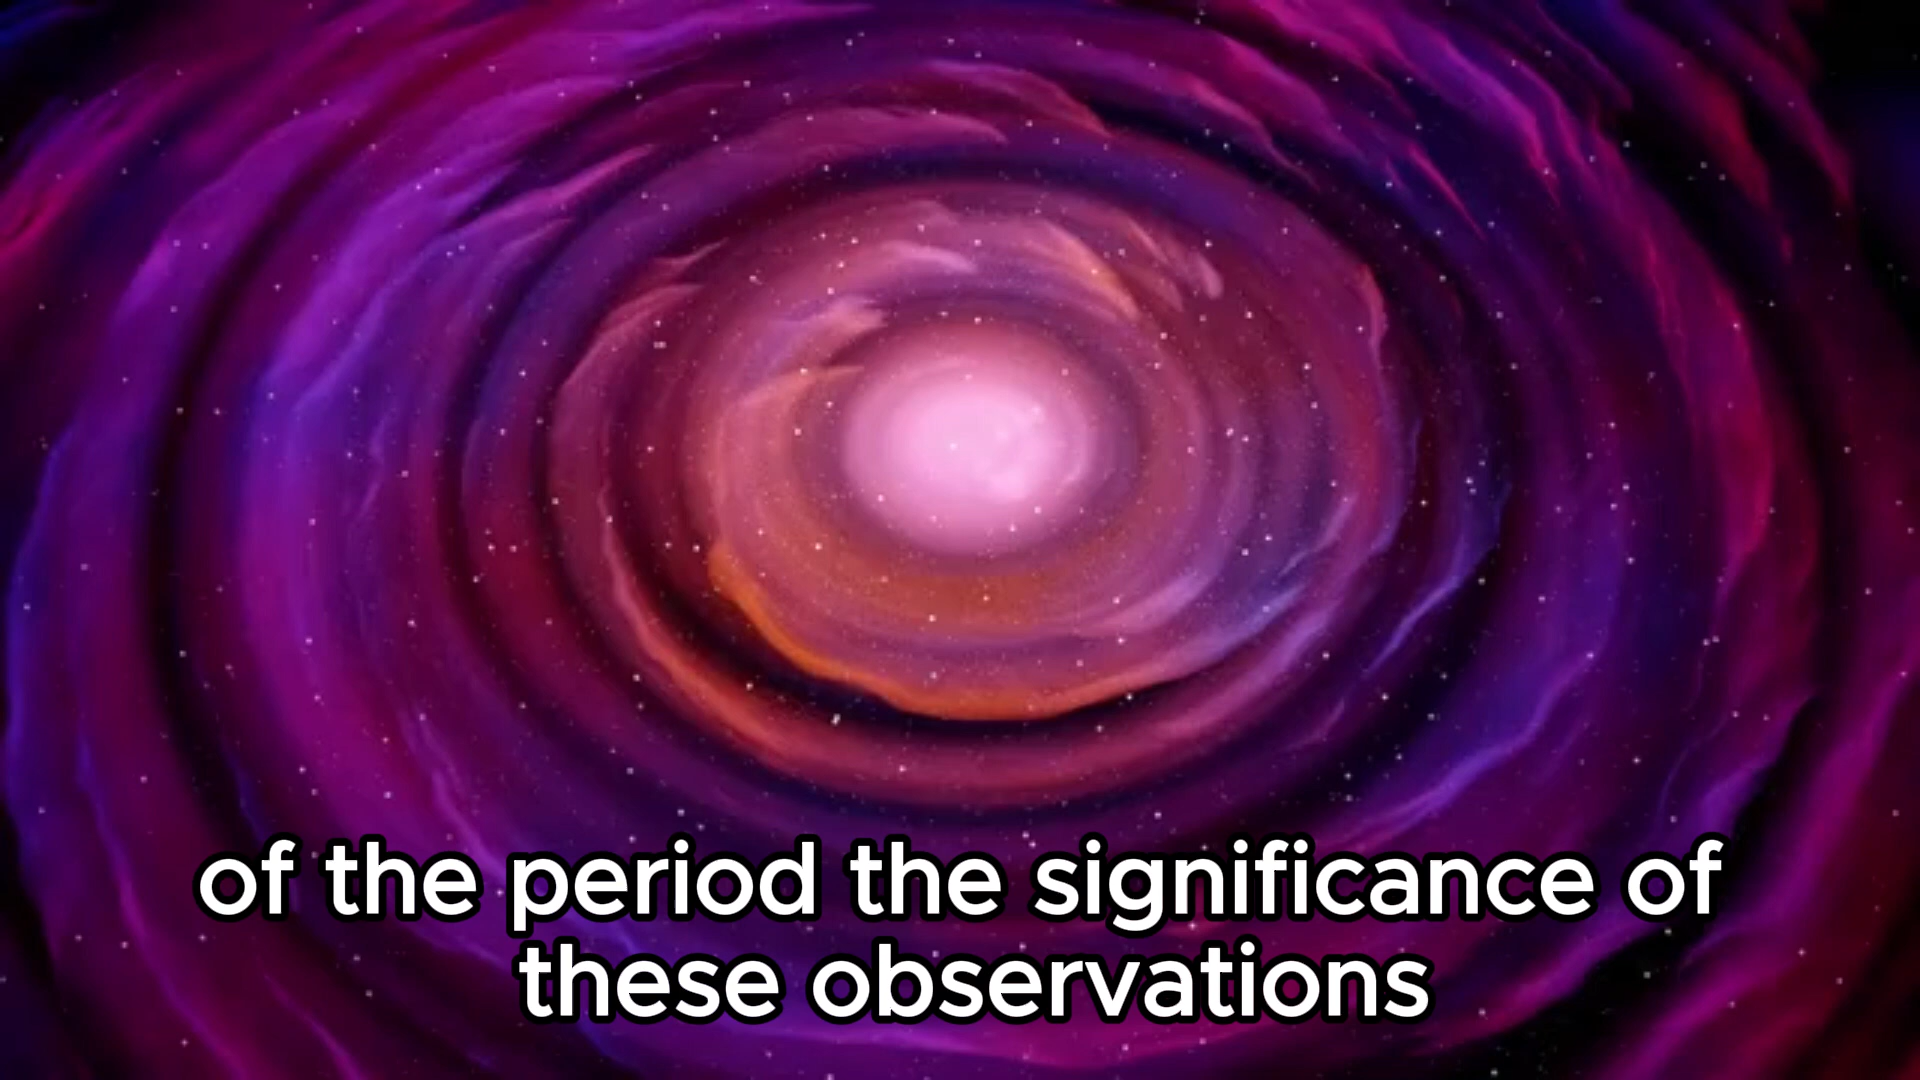 of the period the significance of
these observations